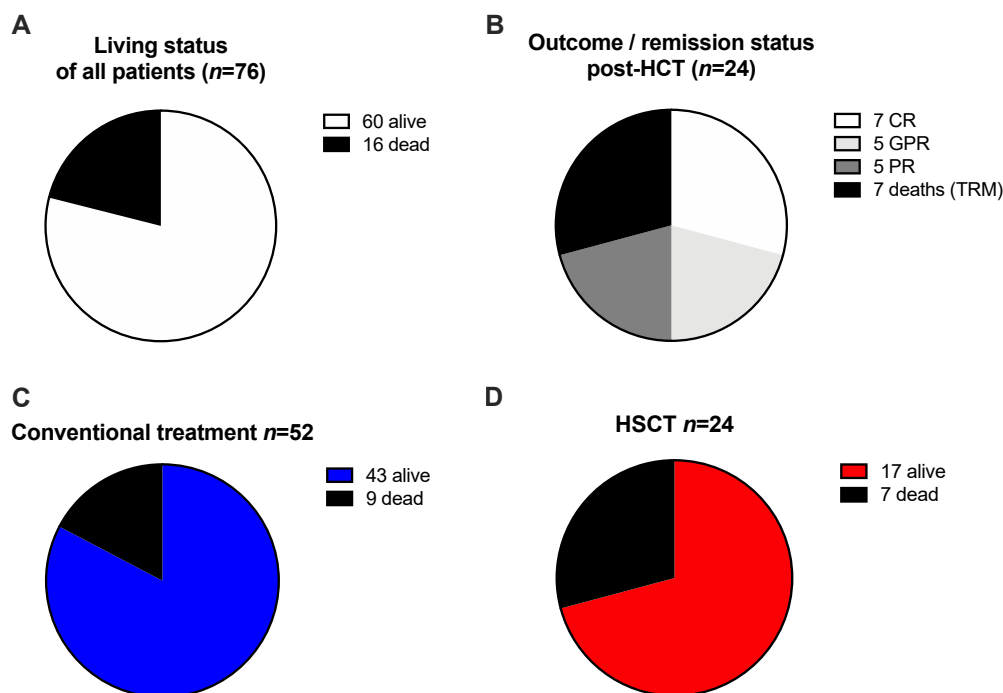 A
Living status
of all patients (n=76)
60 alive
16 dead
B
Outcome / remission status
post-HCT (n=24)
7 CR
5 GPR
5 PR
7 deaths (TRM)
C
Conventional treatment n=52
43 alive
9 dead
D
HSCT n=24
17 alive
7 dead